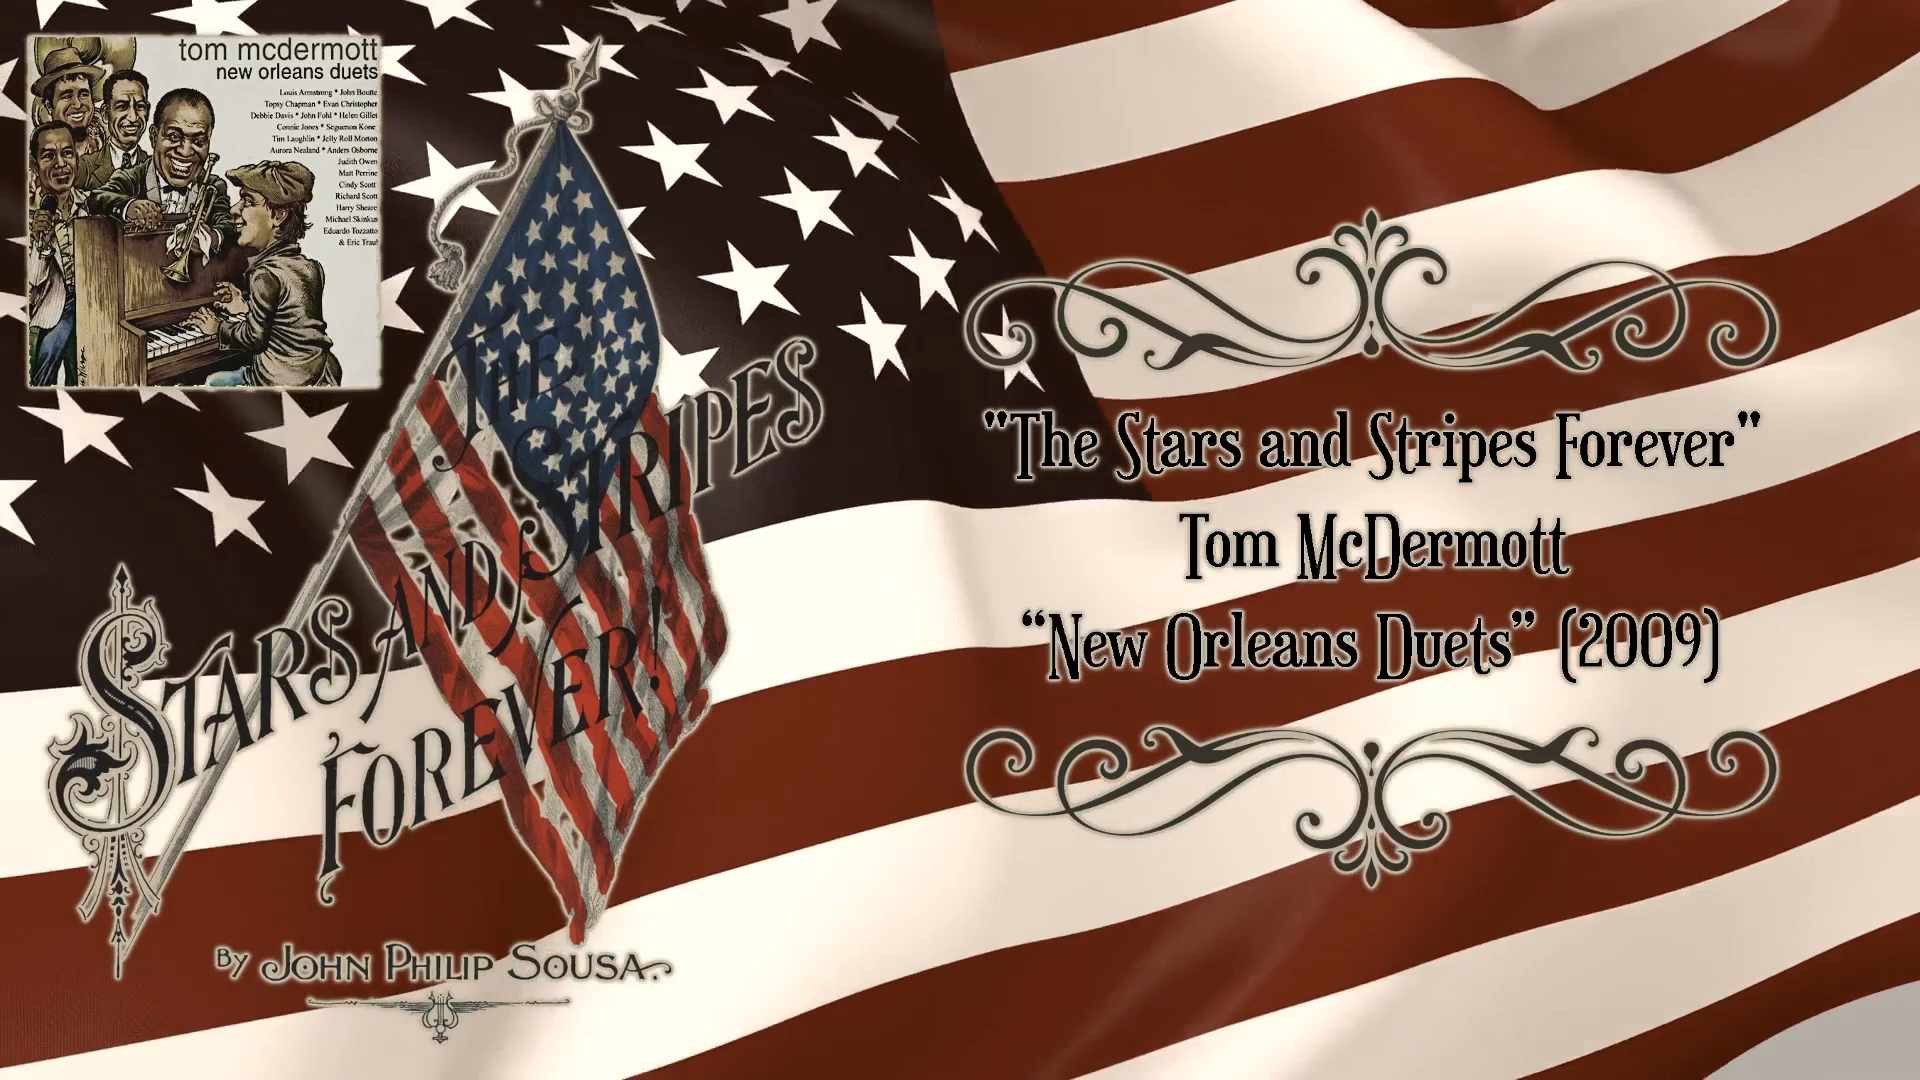 tom mcdermott
new orleans duets
Louis Armstrong * John Boutte
Topsy Chapman * Evan Christopher
Debbie Davis * John Fohl * Helen Gillet
Connie Jones * Seguenon Kone
Tim Laughlin * Jelly Roll Morton
Aurora Nealand * Anders Osborne
Judith Owen
Matt Perrine
Cindy Scott
Richard Scott
Harry Sheare
Michael Skinkus
Eduardo Tozzatto
& Eric Trau
THE
STARS AND STRIPES
FOREVER!
BY JOHN PHILIP SOUSA.
"The Stars and Stripes Forever"
Tom McDermott
“New Orleans Duets” (2009)